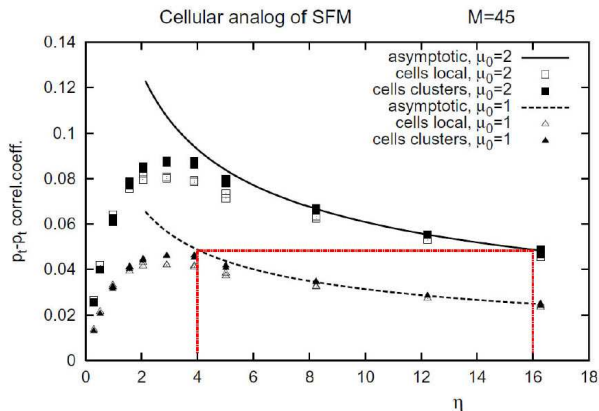 Cellular analog of SFM M=45
0.14
0.12
0.1
0.08
0.06
0.04
0.02
0
pt-pt correl.coeff.
asymptotic, μ0=2
cells local, μ0=2
cells clusters, μ0=2
asymptotic, μ0=1
cells local, μ0=1
cells clusters, μ0=1
0 2 4 6 8 10 12 14 16 18
η